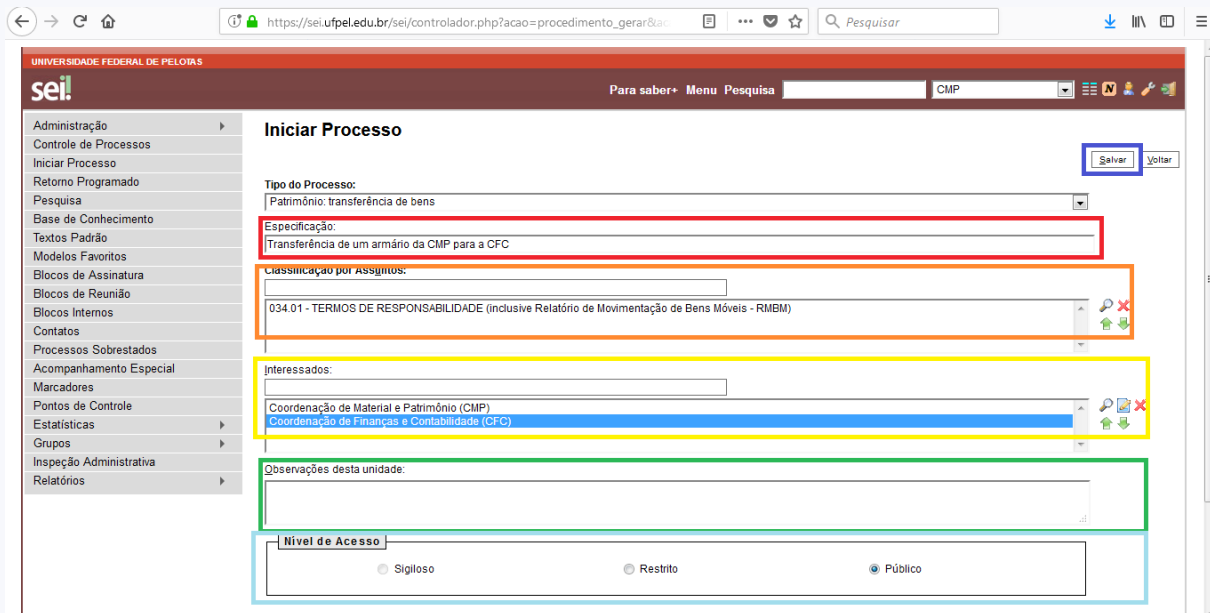 https://sei.ufpel.edu.br/sei/controlador.php?acao=procedimento_gerar&ac
Pesquisar
UNIVERSIDADE FEDERAL DE PELOTAS
sei!
Para saber+ Menu Pesquisa
CMP
N
Administração
Controle de Processos
Iniciar Processo
Retorno Programado
Pesquisa
Base de Conhecimento
Textos Padrão
Modelos Favoritos
Blocos de Assinatura
Blocos de Reunião
Blocos Internos
Contatos
Processos Sobrestados
Acompanhamento Especial
Marcadores
Pontos de Controle
Estatísticas
Grupos
Inspeção Administrativa
Relatórios
Iniciar Processo
Salvar
Voltar
Tipo do Processo:
Patrimônio: transferência de bens
Especificação:
Transferência de um armário da CMP para a CFC
Classificação por Assuntos:
034.01 - TERMOS DE RESPONSABILIDADE (inclusive Relatório de Movimentação de Bens Móveis - RMBM)
Interessados:
Coordenação de Material e Patrimônio (CMP)
Coordenação de Finanças e Contabilidade (CFC)
Observações desta unidade:
Nível de Acesso
Sigiloso
Restrito
Público